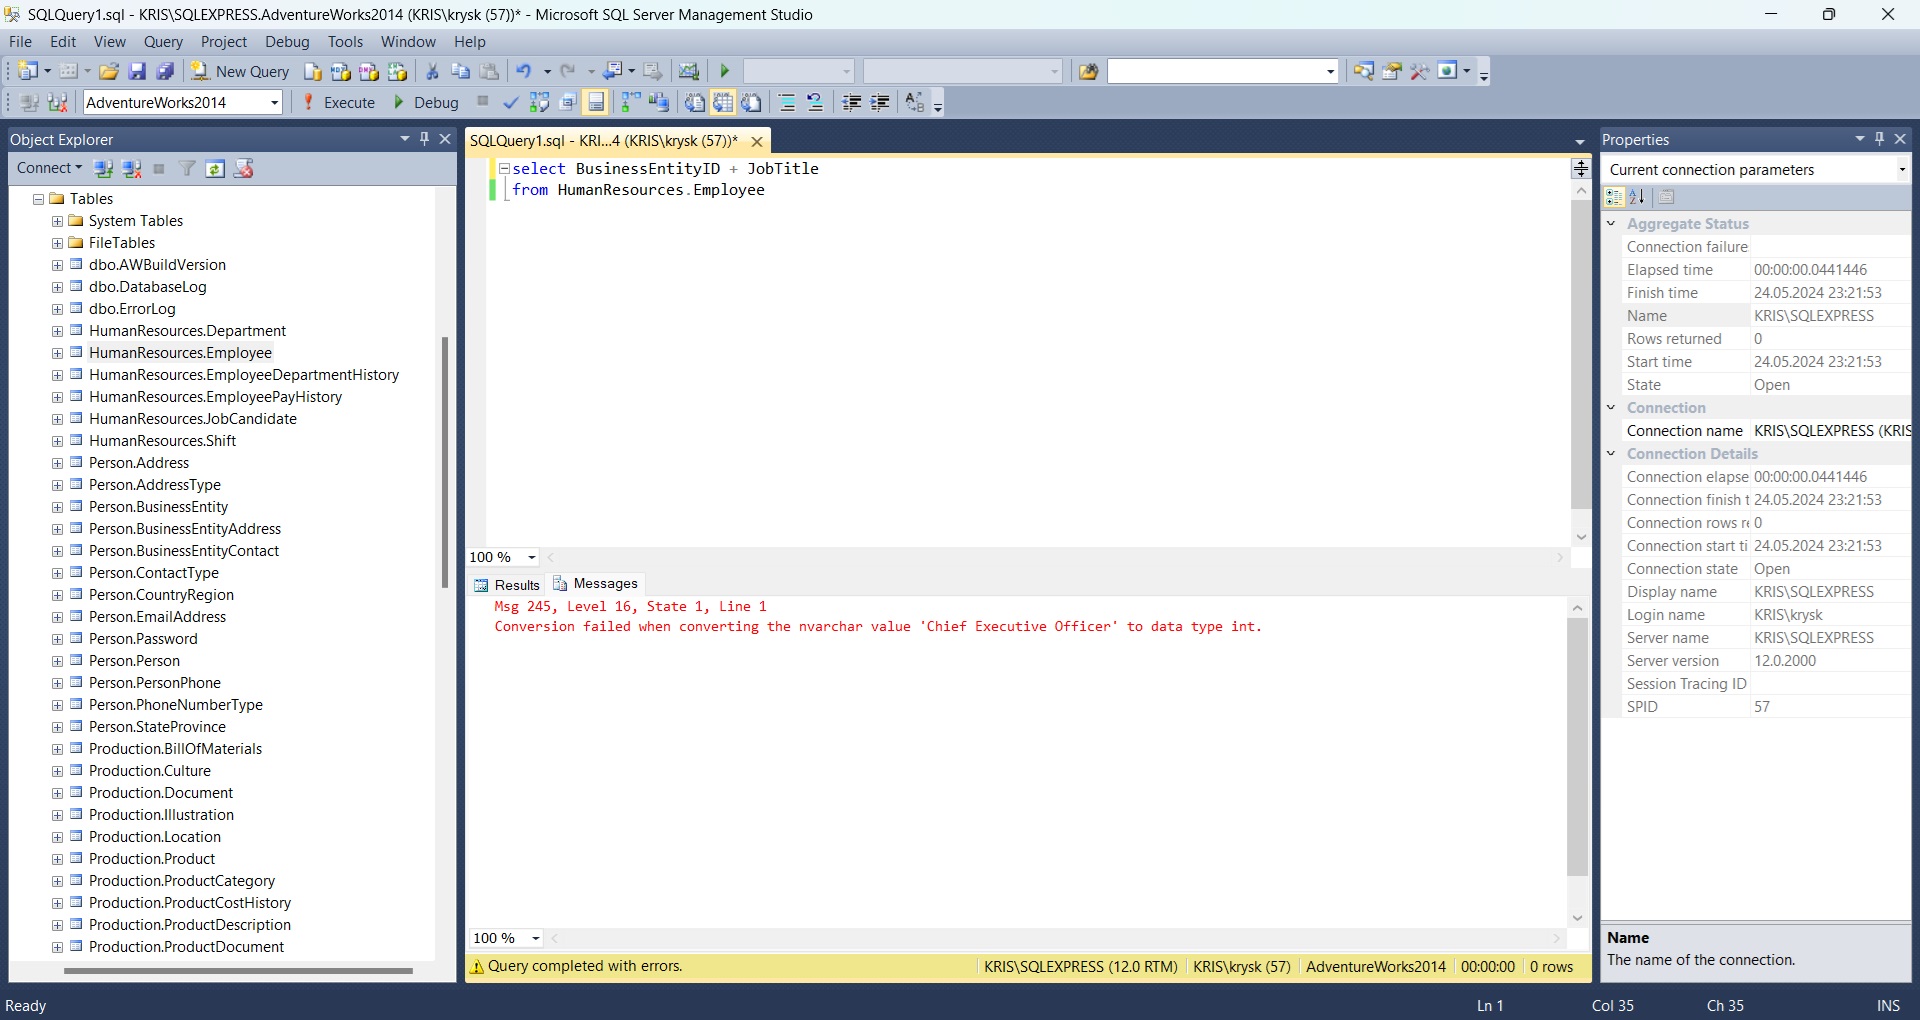 SQLQuery1.sql - KRIS\SQLEXPRESS.AdventureWorks2014 (KRIS\krysk (57))* - Microsoft SQL Server Management Studio
File Edit View Query Project Debug Tools Window Help
New Query
AdventureWorks2014 Execute Debug
Object Explorer
Connect
Tables
System Tables
FileTables
dbo.AWBuildVersion
dbo.DatabaseLog
dbo.ErrorLog
HumanResources.Department
HumanResources.Employee
HumanResources.EmployeeDepartmentHistory
HumanResources.EmployeePayHistory
HumanResources.JobCandidate
HumanResources.Shift
Person.Address
Person.AddressType
Person.BusinessEntity
Person.BusinessEntityAddress
Person.BusinessEntityContact
Person.ContactType
Person.CountryRegion
Person.EmailAddress
Person.Password
Person.Person
Person.PersonPhone
Person.PhoneNumberType
Person.StateProvince
Production.BillOfMaterials
Production.Culture
Production.Document
Production.Illustration
Production.Location
Production.Product
Production.ProductCategory
Production.ProductCostHistory
Production.ProductDescription
Production.ProductDocument
SQLQuery1.sql - KRI...4 (KRIS\krysk (57))*
select BusinessEntityID + JobTitle
from HumanResources.Employee
100 %
Results Messages
Msg 245, Level 16, State 1, Line 1
Conversion failed when converting the nvarchar value 'Chief Executive Officer' to data type int.
100 %
Query completed with errors. KRIS\SQLEXPRESS (12.0 RTM) KRIS\krysk (57) AdventureWorks2014 00:00:00 0 rows
Properties
Current connection parameters
Aggregate Status
Connection failure
Elapsed time 00:00:00.0441446
Finish time 24.05.2024 23:21:53
Name KRIS\SQLEXPRESS
Rows returned 0
Start time 24.05.2024 23:21:53
State Open
Connection
Connection name KRIS\SQLEXPRESS (KRIS
Connection Details
Connection elapse 00:00:00.0441446
Connection finish t 24.05.2024 23:21:53
Connection rows re 0
Connection start ti 24.05.2024 23:21:53
Connection state Open
Display name KRIS\SQLEXPRESS
Login name KRIS\krysk
Server name KRIS\SQLEXPRESS
Server version 12.0.2000
Session Tracing ID
SPID 57
Name
The name of the connection.
Ready Ln 1 Col 35 Ch 35 INS